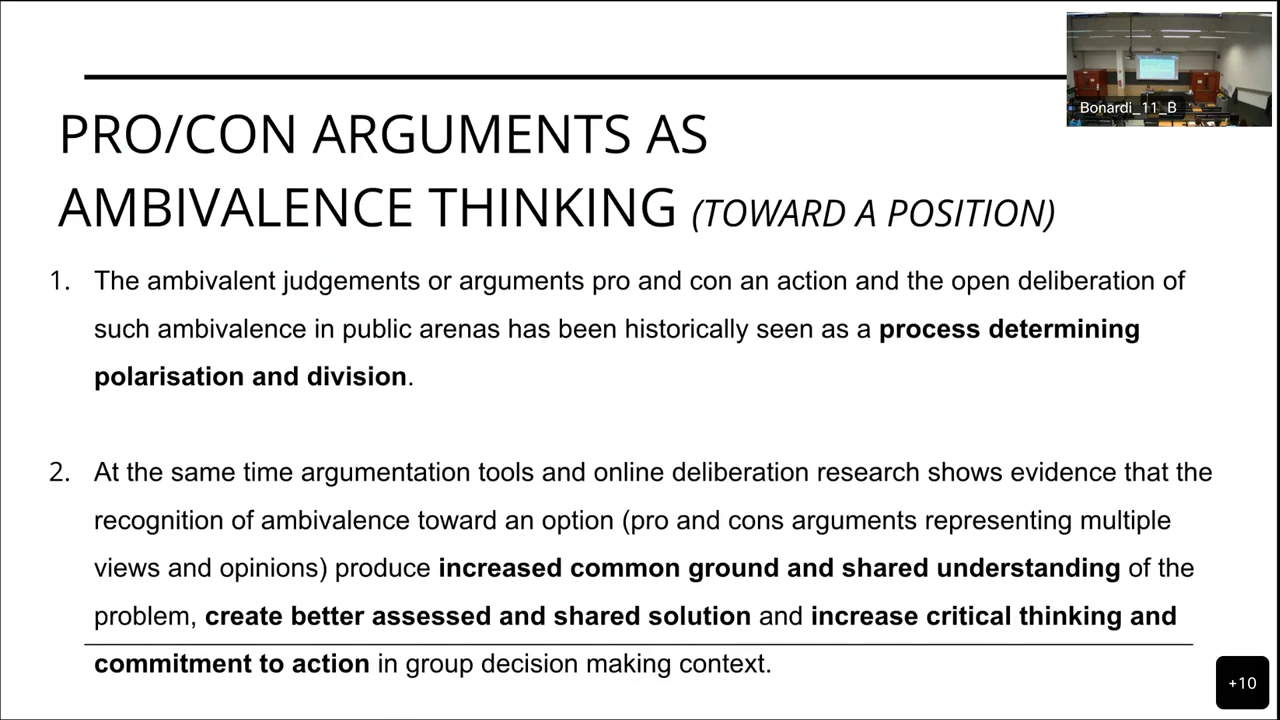 Bonardi_11_B
PRO/CON ARGUMENTS AS
AMBIVALENCE THINKING (TOWARD A POSITION)
1. The ambivalent judgements or arguments pro and con an action and the open deliberation of
such ambivalence in public arenas has been historically seen as a process determining
polarisation and division.
2. At the same time argumentation tools and online deliberation research shows evidence that the
recognition of ambivalence toward an option (pro and cons arguments representing multiple
views and opinions) produce increased common ground and shared understanding of the
problem, create better assessed and shared solution and increase critical thinking and
commitment to action in group decision making context.
+10